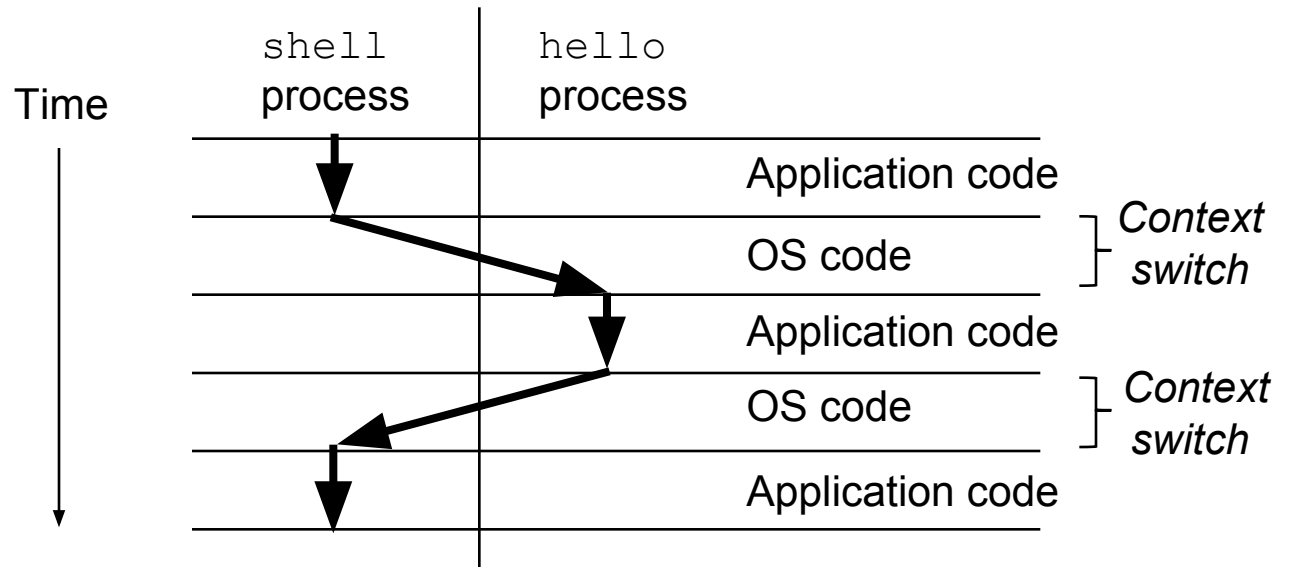 shell
process
hello
process
Time
Application code
OS code
Context
switch
Application code
OS code
Context
switch
Application code